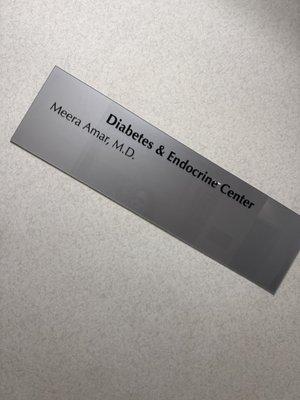 Diabetes & Endocrine Center
Meera Amar, M.D.